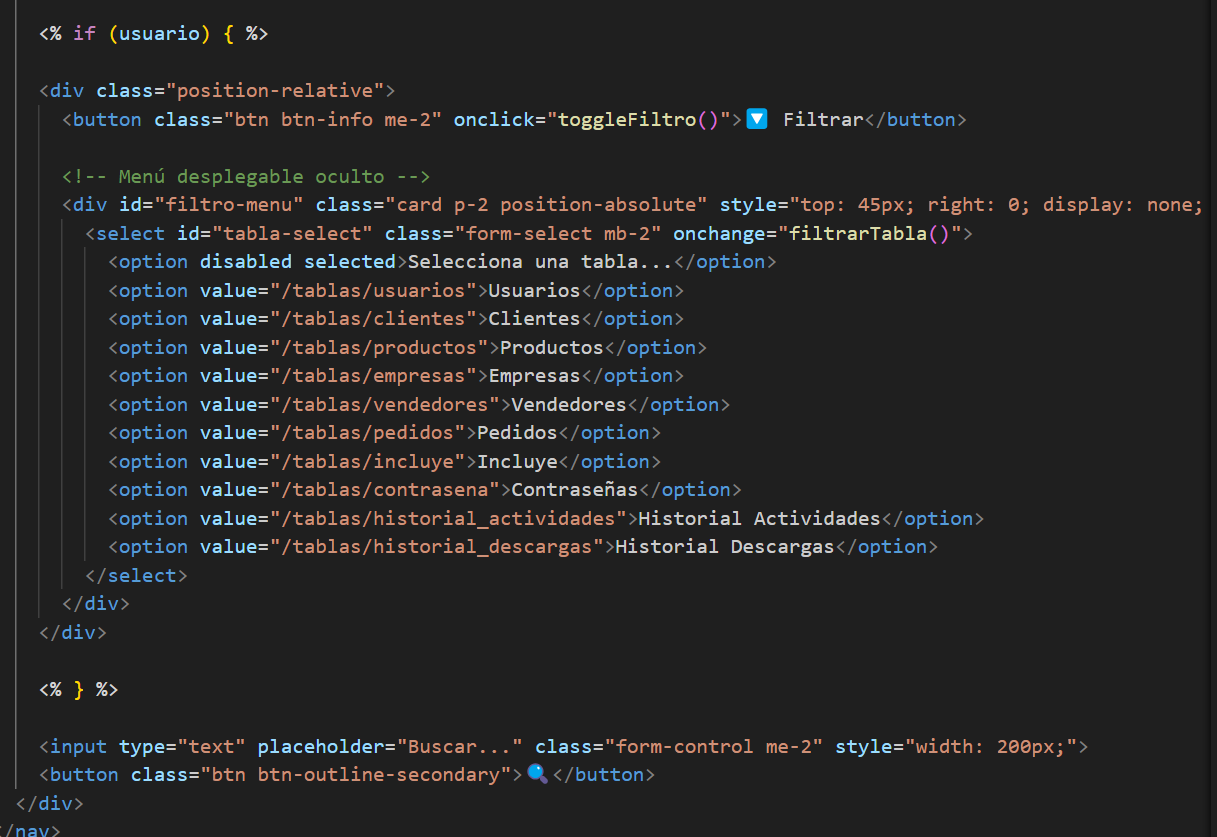 <% if (usuario) { %>
<div class="position-relative">
<button class="btn btn-info me-2" onclick="toggleFiltro()">🔽 Filtrar</button>
<!-- Menú desplegable oculto -->
<div id="filtro-menu" class="card p-2 position-absolute" style="top: 45px; right: 0; display: none;
<select id="tabla-select" class="form-select mb-2" onchange="filtrarTabla()">
<option disabled selected>Selecciona una tabla...</option>
<option value="/tablas/usuarios">Usuarios</option>
<option value="/tablas/clientes">Clientes</option>
<option value="/tablas/productos">Productos</option>
<option value="/tablas/empresas">Empresas</option>
<option value="/tablas/vendedores">Vendedores</option>
<option value="/tablas/pedidos">Pedidos</option>
<option value="/tablas/incluye">Incluye</option>
<option value="/tablas/contrasena">Contraseñas</option>
<option value="/tablas/historial_actividades">Historial Actividades</option>
<option value="/tablas/historial_descargas">Historial Descargas</option>
</select>
</div>
</div>
<% } %>
<input type="text" placeholder="Buscar..." class="form-control me-2" style="width: 200px;">
<button class="btn btn-outline-secondary">🔍</button>
</div>
</nav>